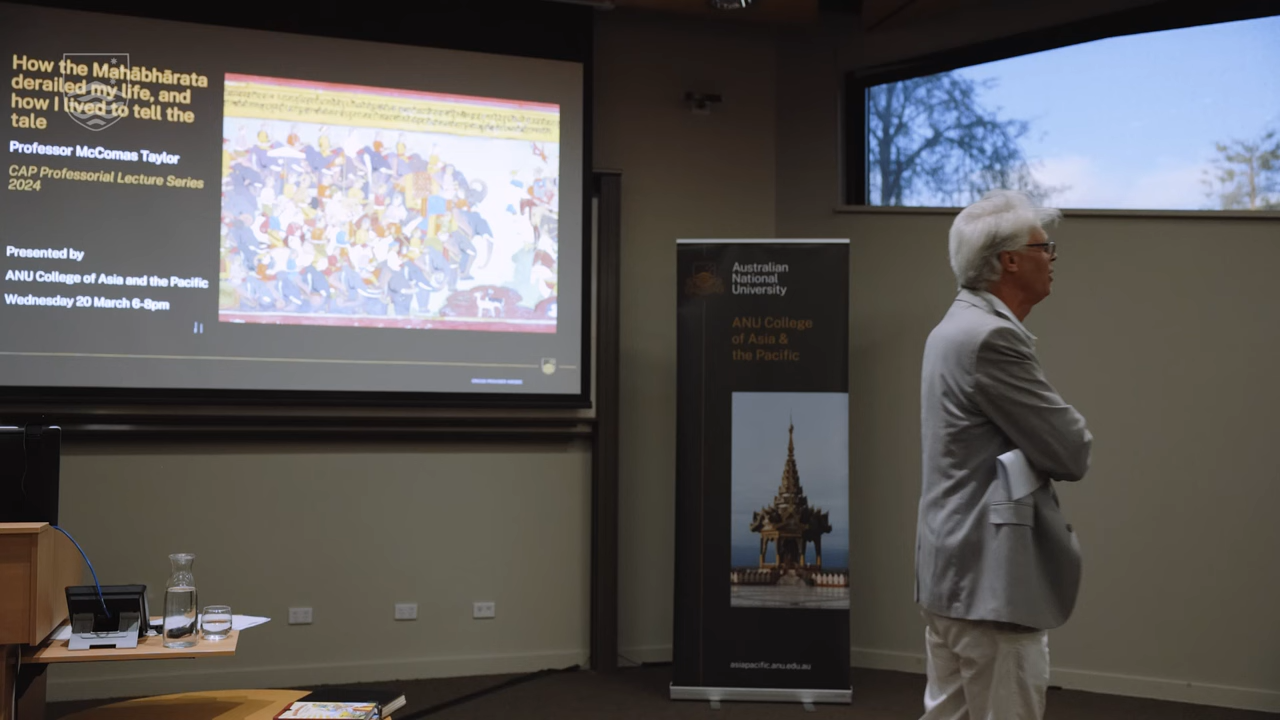 How the Mahābhārata
derailed my life, and
how I lived to tell the
tale
Professor McComas Taylor
CAP Professorial Lecture Series
2024
Presented by
ANU College of Asia and the Pacific
Wednesday 20 March 6-8pm
Australian
National
University
ANU College
of Asia &
the Pacific
asiapacific.anu.edu.au